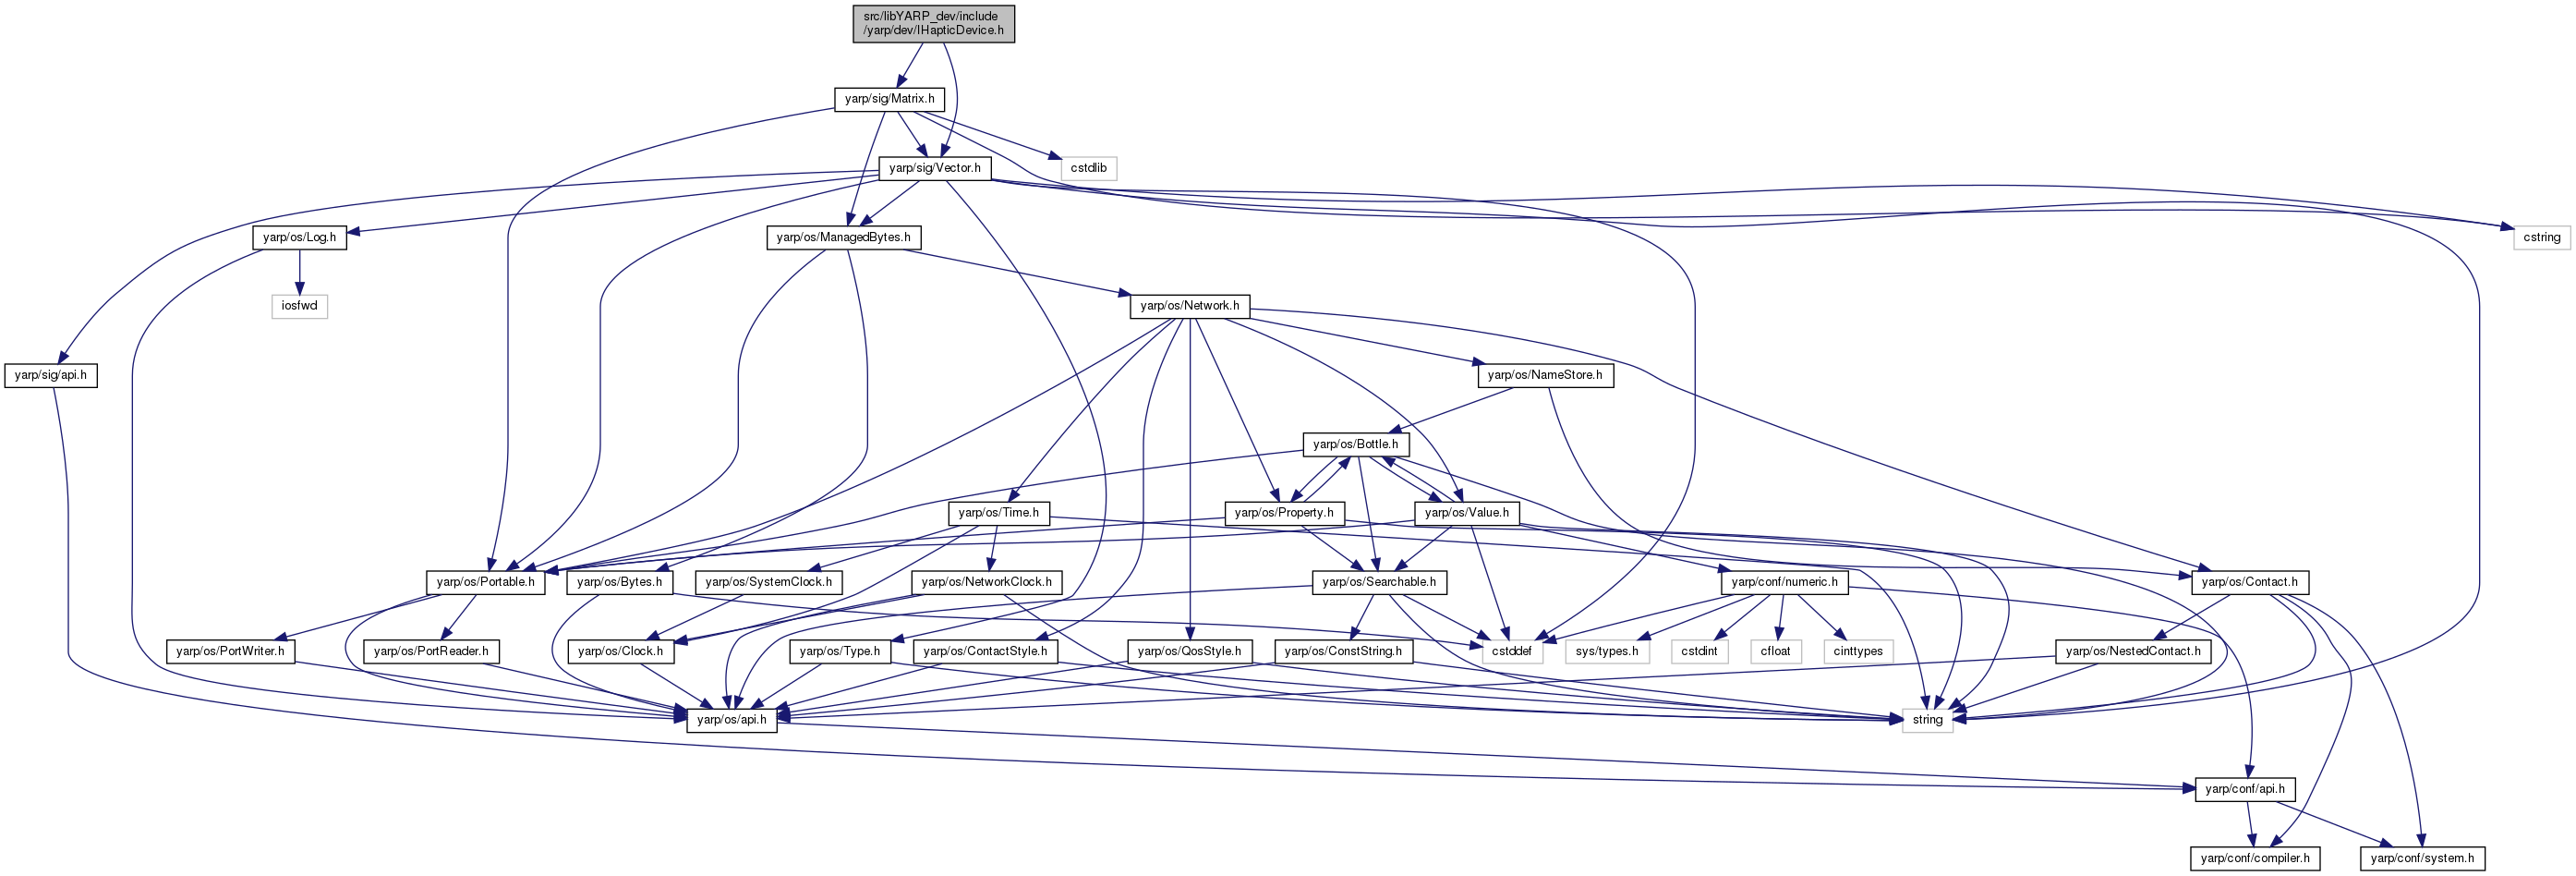 src/libYARP_dev/include
/yarp/dev/IHapticDevice.h
yarp/sig/Matrix.h
yarp/sig/Vector.h
cstdlib
yarp/os/Log.h
yarp/os/ManagedBytes.h
cstring
iosfwd
yarp/os/Network.h
yarp/sig/api.h
yarp/os/NameStore.h
yarp/os/Bottle.h
yarp/os/Time.h
yarp/os/Property.h
yarp/os/Value.h
yarp/os/Portable.h
yarp/os/Bytes.h
yarp/os/SystemClock.h
yarp/os/NetworkClock.h
yarp/os/Searchable.h
yarp/conf/numeric.h
yarp/os/Contact.h
yarp/os/PortWriter.h
yarp/os/PortReader.h
yarp/os/Clock.h
yarp/os/Type.h
yarp/os/ContactStyle.h
yarp/os/QosStyle.h
yarp/os/ConstString.h
cstddef
sys/types.h
cstdint
cfloat
cinttypes
yarp/os/NestedContact.h
yarp/os/api.h
string
yarp/conf/api.h
yarp/conf/compiler.h
yarp/conf/system.h